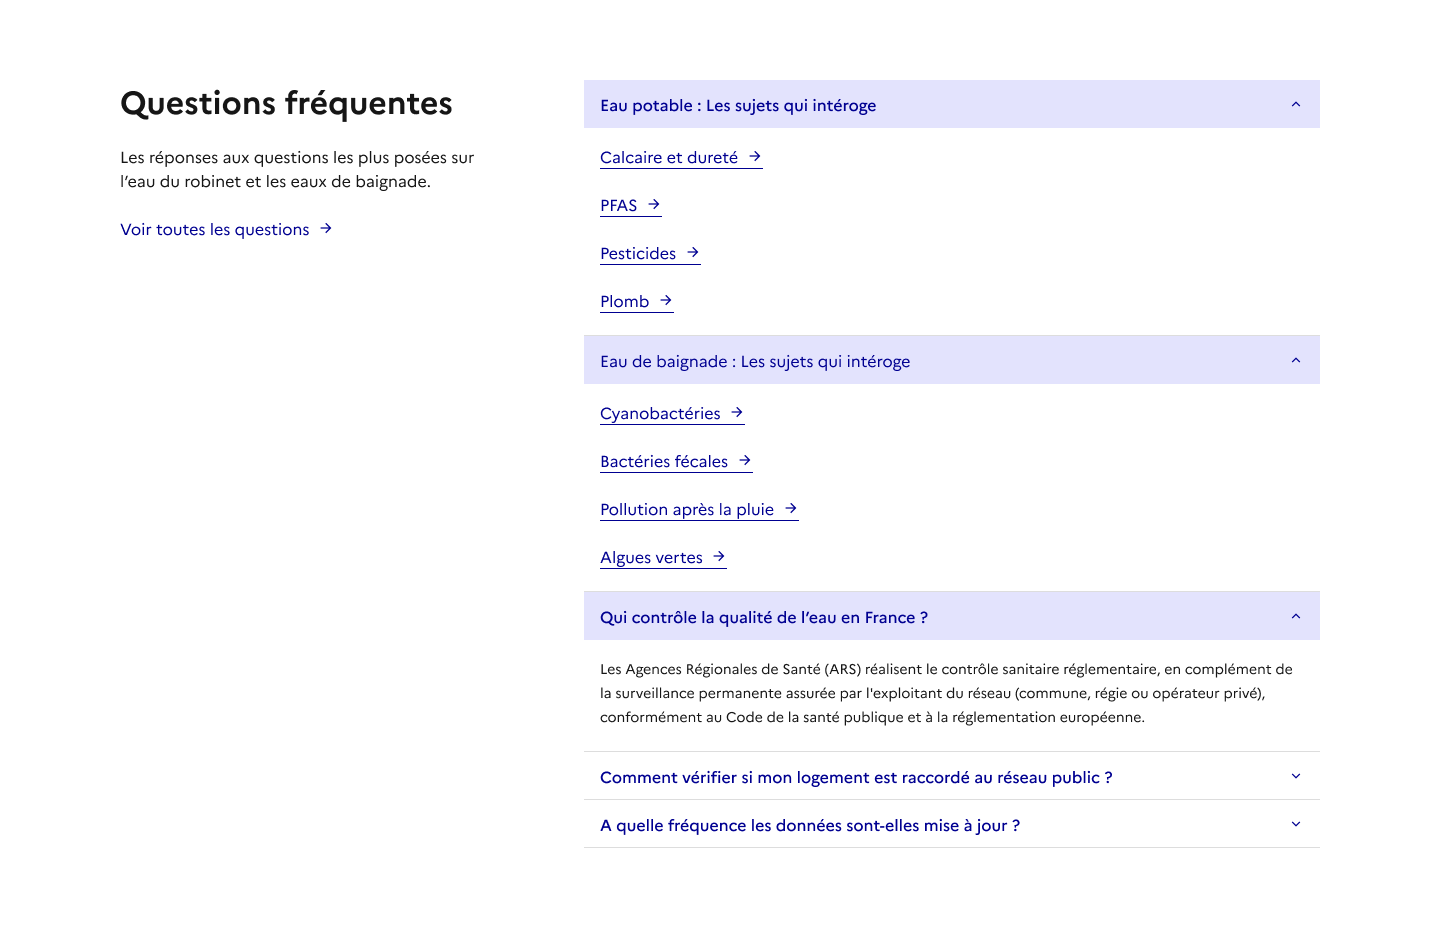 Questions fréquentes
Les réponses aux questions les plus posées sur
l’eau du robinet et les eaux de baignade.
Voir toutes les questions →
Eau potable : Les sujets qui intéroge
Calcaire et dureté →
PFAS →
Pesticides →
Plomb →
Eau de baignade : Les sujets qui intéroge
Cyanobactéries →
Bactéries fécales →
Pollution après la pluie →
Algues vertes →
Qui contrôle la qualité de l’eau en France ?
Les Agences Régionales de Santé (ARS) réalisent le contrôle sanitaire réglementaire, en complément de
la surveillance permanente assurée par l'exploitant du réseau (commune, régie ou opérateur privé),
conformément au Code de la santé publique et à la réglementation européenne.
Comment vérifier si mon logement est raccordé au réseau public ?
A quelle fréquence les données sont-elles mise à jour ?